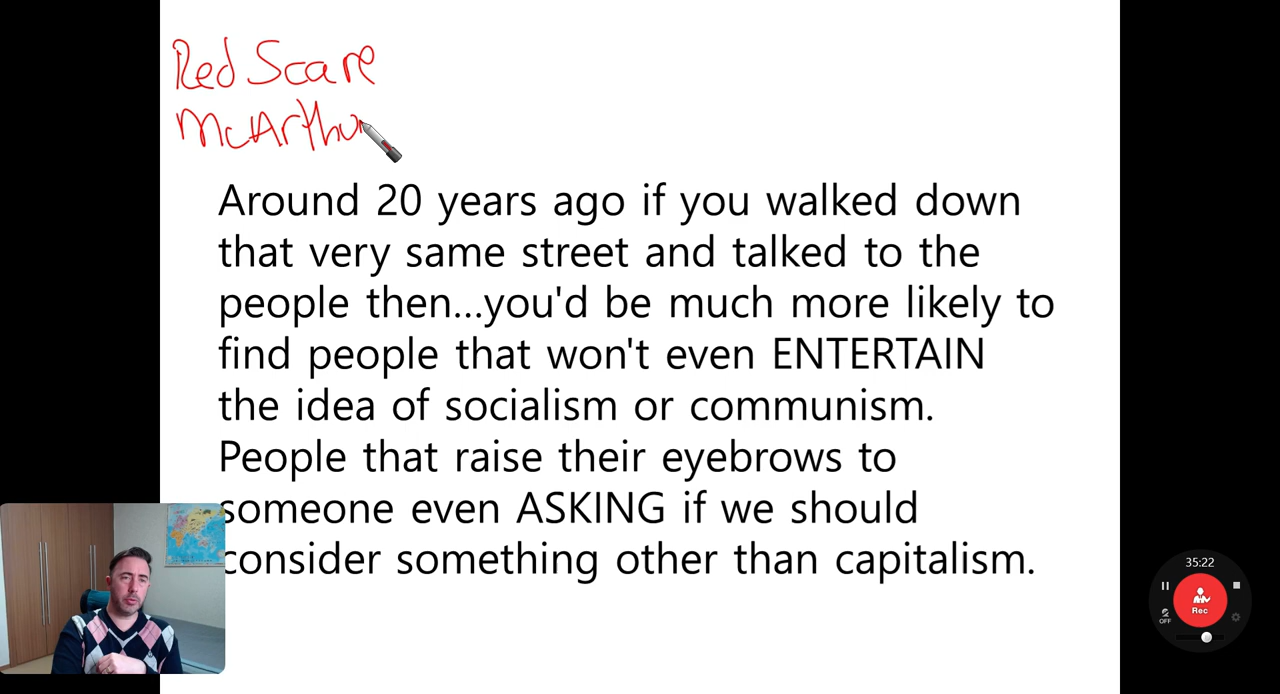 Red Scare
McArthur
Around 20 years ago if you walked down
that very same street and talked to the
people then...you'd be much more likely to
find people that won't even ENTERTAIN
the idea of socialism or communism.
People that raise their eyebrows to
someone even ASKING if we should
consider something other than capitalism.
35:22
Rec
OFF